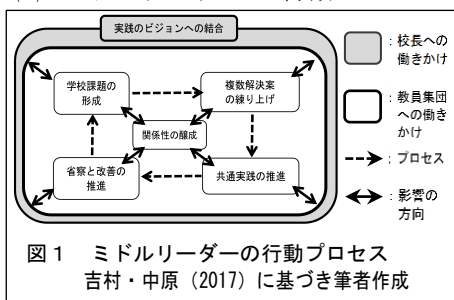 実践のビジョンへの結合
学校課題の
形成
複数解決案
の練り上げ
関係性の醸成
省察と改善の
推進
共通実践の推進
：校長への
働きかけ
：教員集団
への働き
かけ
：プロセス
：影響の
方向
図１　ミドルリーダーの行動プロセス
吉村・中原（2017）に基づき筆者作成